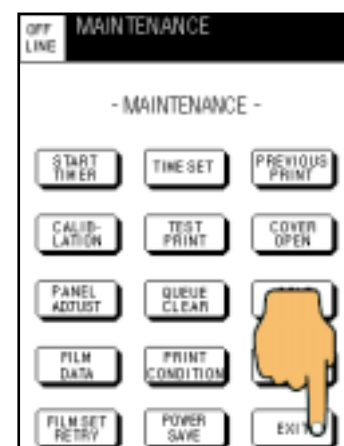 OFF
LINE
MAINTENANCE
- MAINTENANCE -
START
TIMER
TIME SET
PREVIOUS
PRINT
CALIB-
LATION
TEST
PRINT
COVER
OPEN
PANEL
ADJUST
QUEUE
CLEAR
FILM
DATA
PRINT
CONDITION
FILM SET
RETRY
POWER
SAVE
EXIT